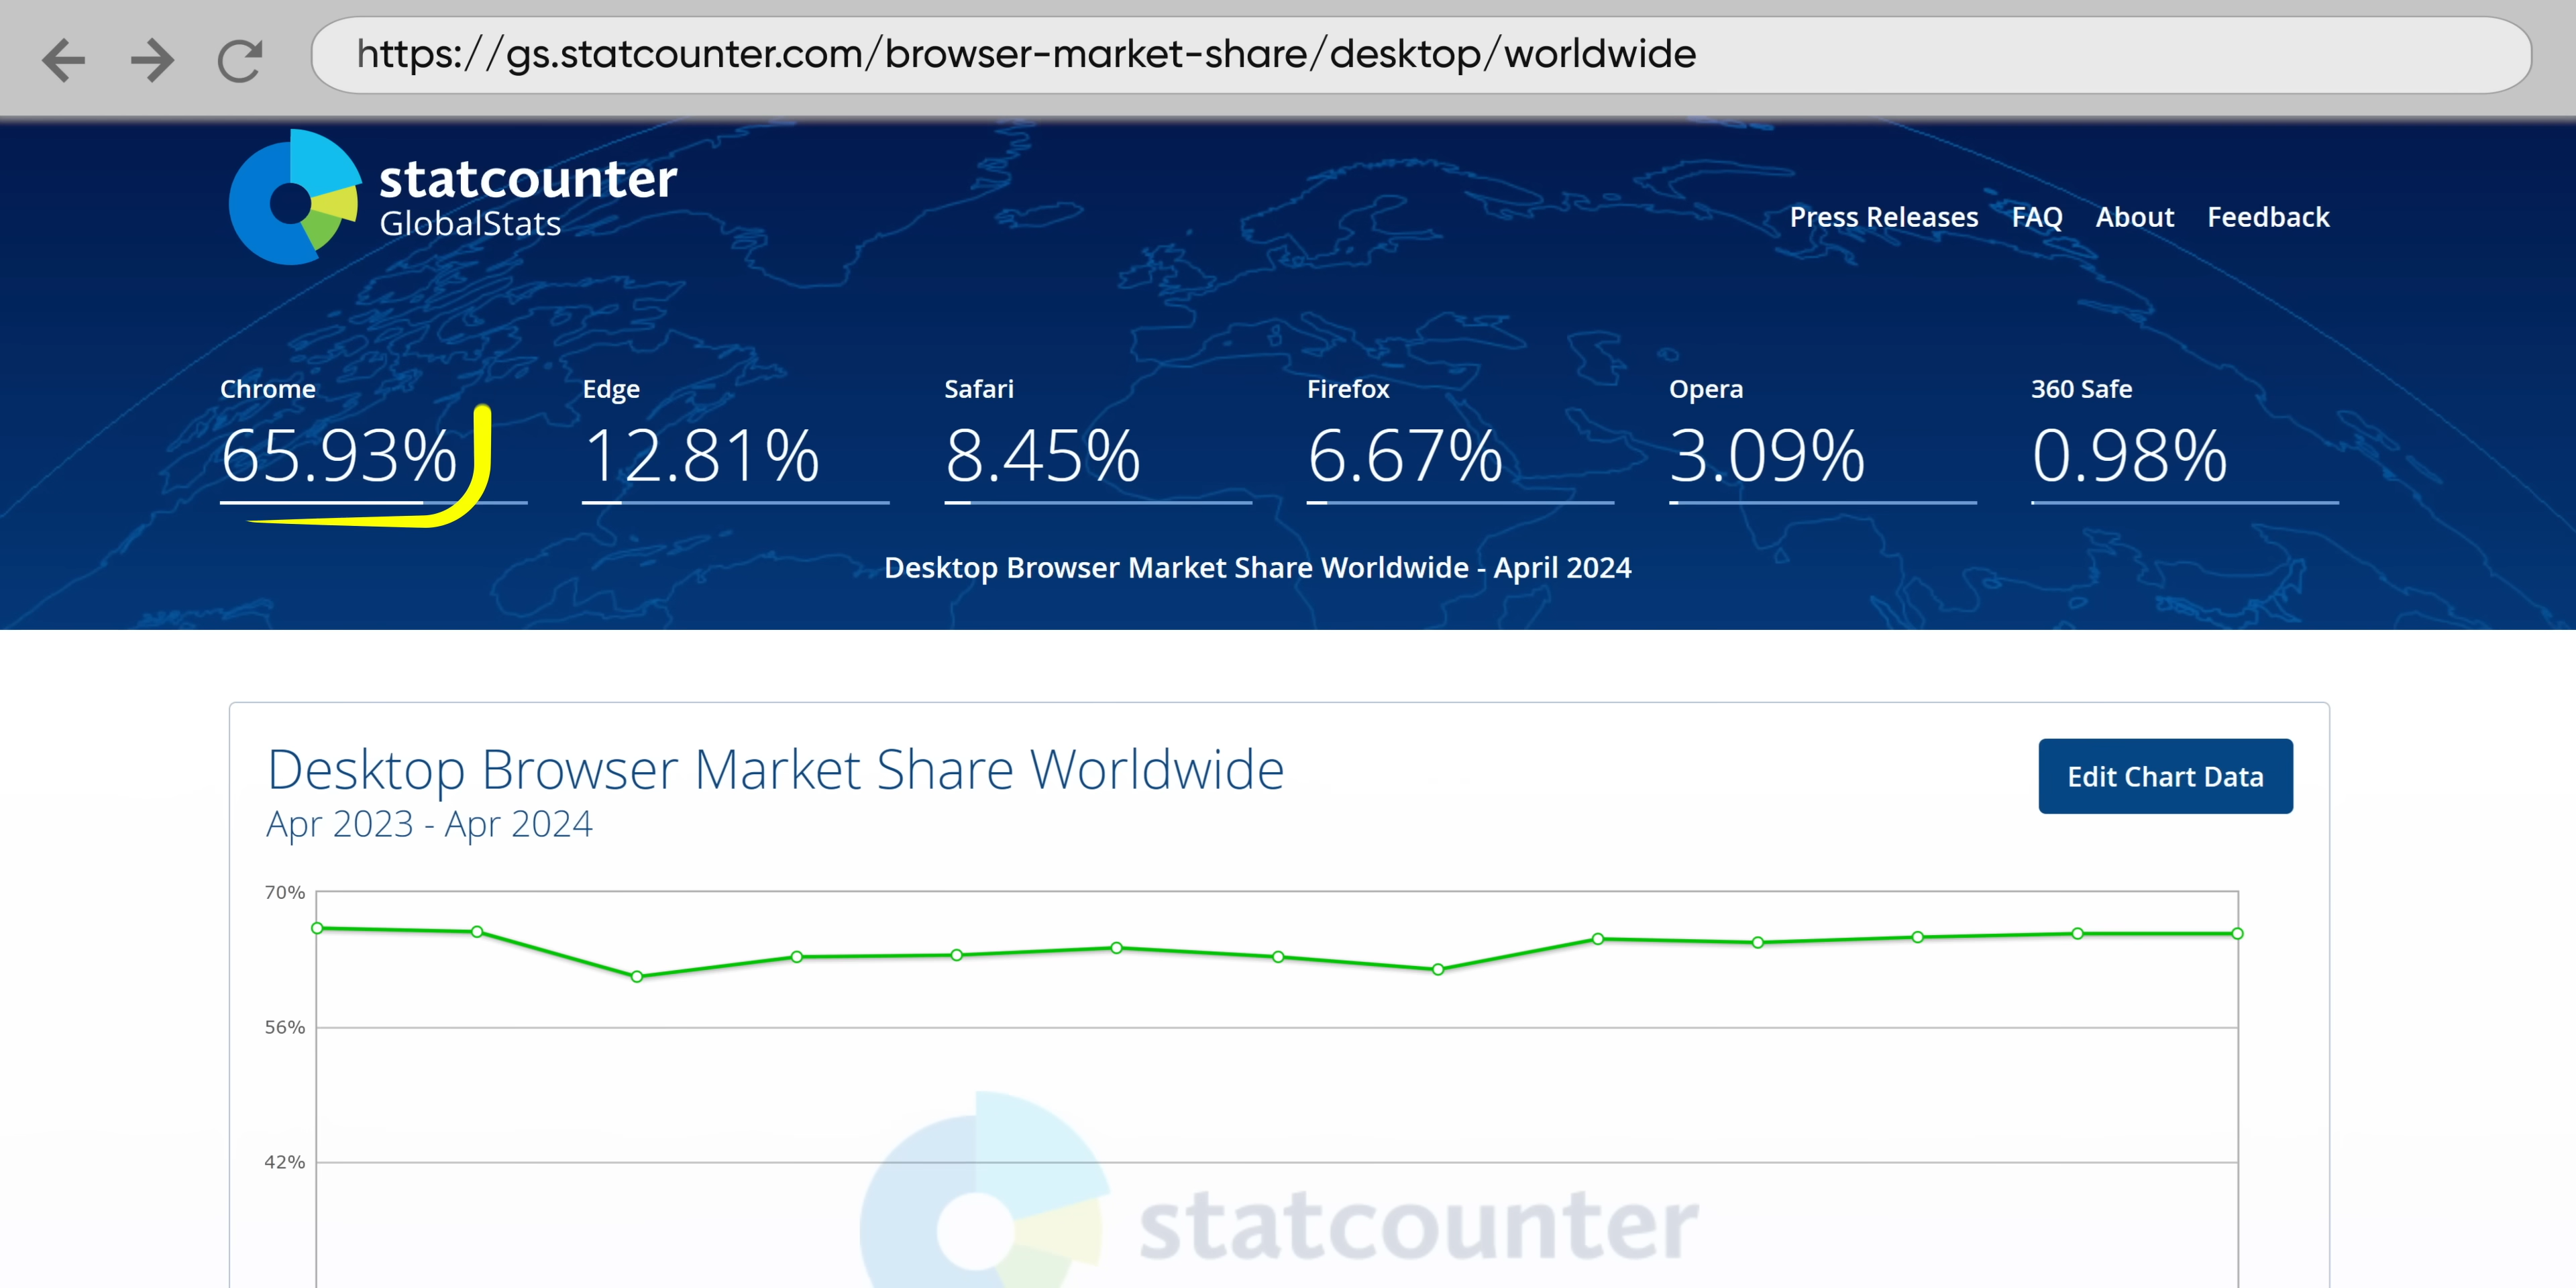 https://gs.statcounter.com/browser-market-share/desktop/worldwide
statcounter
GlobalStats
Press Releases FAQ About Feedback
Chrome Edge Safari Firefox Opera 360 Safe
65.93% 12.81% 8.45% 6.67% 3.09% 0.98%
Desktop Browser Market Share Worldwide - April 2024
Desktop Browser Market Share Worldwide
Edit Chart Data
Apr 2023 - Apr 2024
70%
56%
42%
statcounter